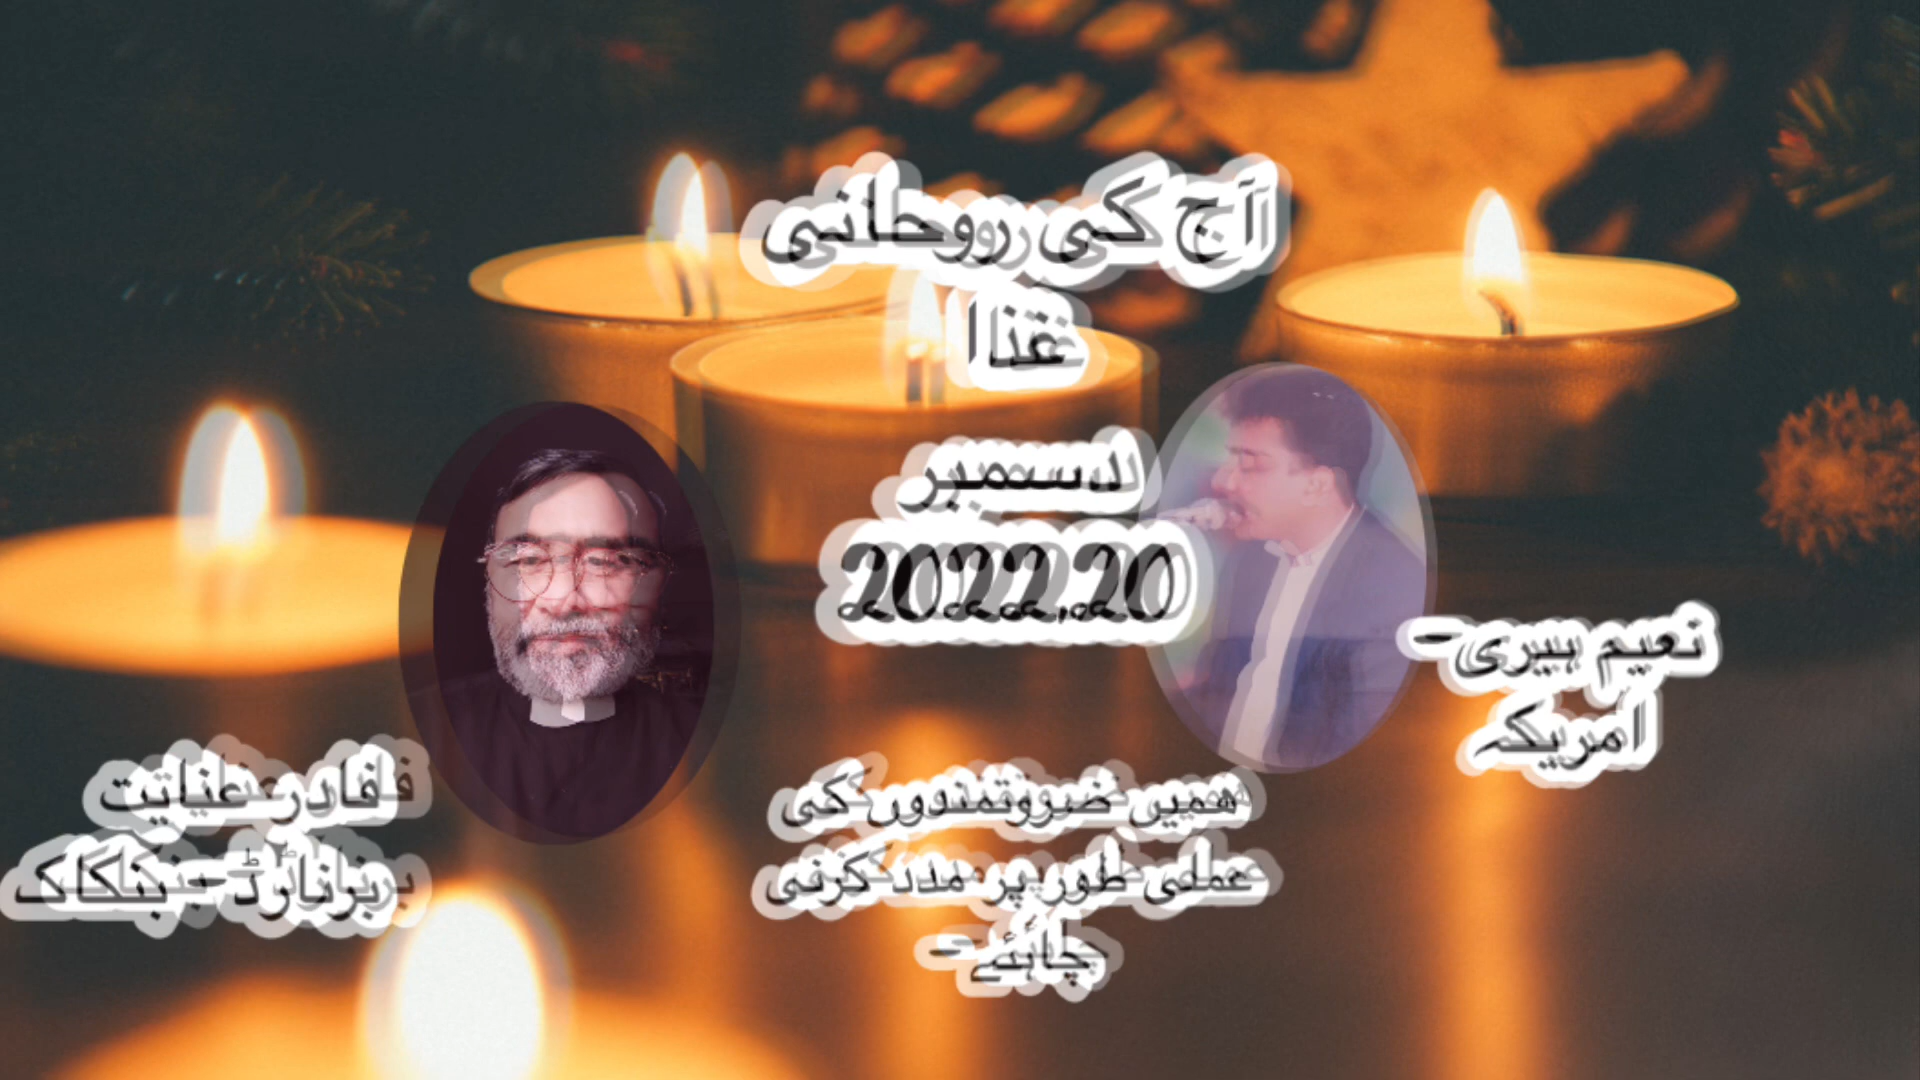 آج کی روحانی
غذا
دسمبر
2022,20
نعیم ہیری-
امریکہ
فادر عنایت
برنارڈ- بنکاک
ہمیں ضروتمندوں کی
عملی طور پر مدد کرنی
چاہئے-